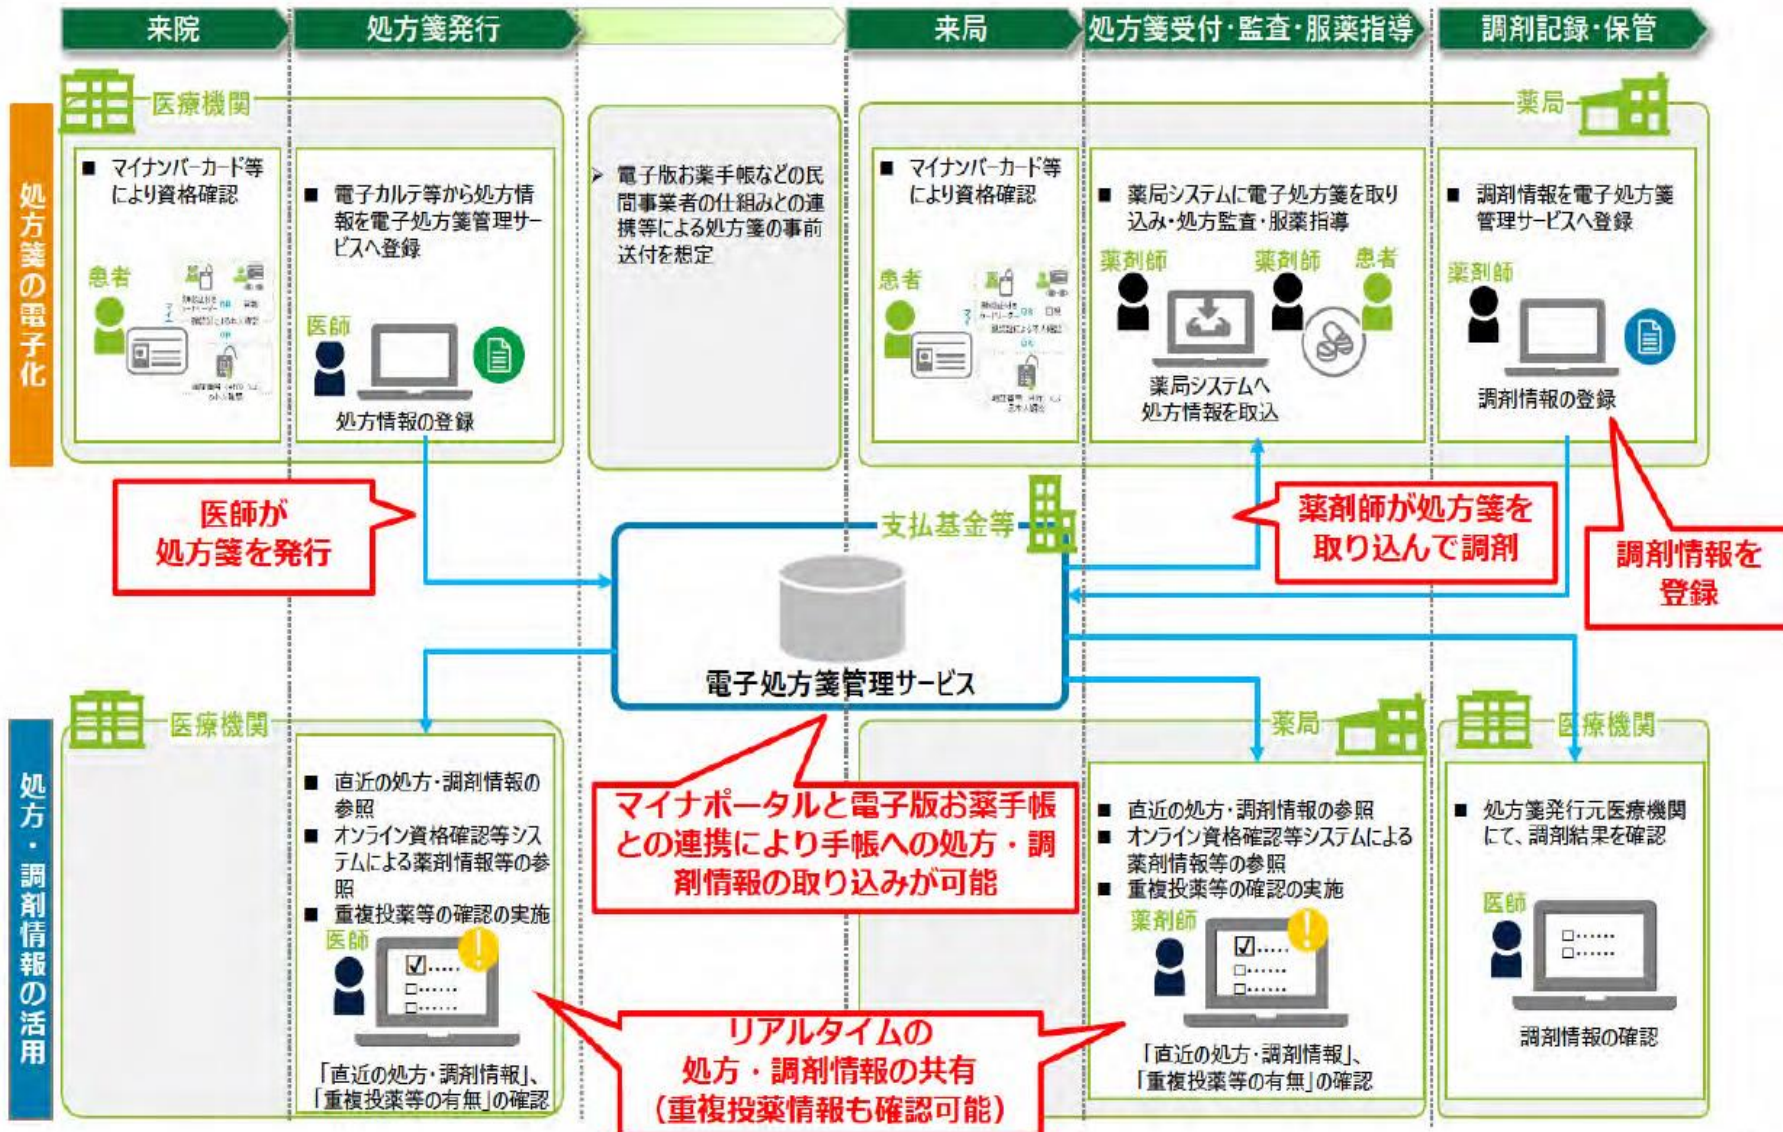 来院
処方箋発行
来局
処方箋受付・監査・服薬指導
調剤記録・保管
処方箋の電子化
医療機関
■ マイナンバーカード等
により資格確認
患者
■ 電子カルテ等から処方情
報を電子処方箋管理サー
ビスへ登録
医師
処方情報の登録
➢ 電子版お薬手帳などの民
間事業者の仕組みとの連
携等による処方箋の事前
送付を想定
薬局
■ マイナンバーカード等
により資格確認
患者
■ 薬局システムに電子処方箋を取り
込み・処方監査・服薬指導
薬剤師
薬剤師
患者
薬局システムへ
処方情報を取込
■ 調剤情報を電子処方箋
管理サービスへ登録
薬剤師
調剤情報の登録
医師が
処方箋を発行
支払基金等
電子処方箋管理サービス
薬剤師が処方箋を
取り込んで調剤
調剤情報を
登録
処方・調剤情報の活用
医療機関
■ 直近の処方・調剤情報の
参照
■ オンライン資格確認等シス
テムによる薬剤情報等の参
照
■ 重複投薬等の確認の実施
医師
「直近の処方・調剤情報」、
「重複投薬等の有無」の確認
マイナポータルと電子版お薬手帳
との連携により手帳への処方・調
剤情報の取り込みが可能
リアルタイムの
処方・調剤情報の共有
（重複投薬情報も確認可能）
薬局
■ 直近の処方・調剤情報の参照
■ オンライン資格確認等システムによる
薬剤情報等の参照
■ 重複投薬等の確認の実施
薬剤師
「直近の処方・調剤情報」、
「重複投薬等の有無」の確認
医療機関
■ 処方箋発行元医療機関
にて、調剤結果を確認
医師
調剤情報の確認